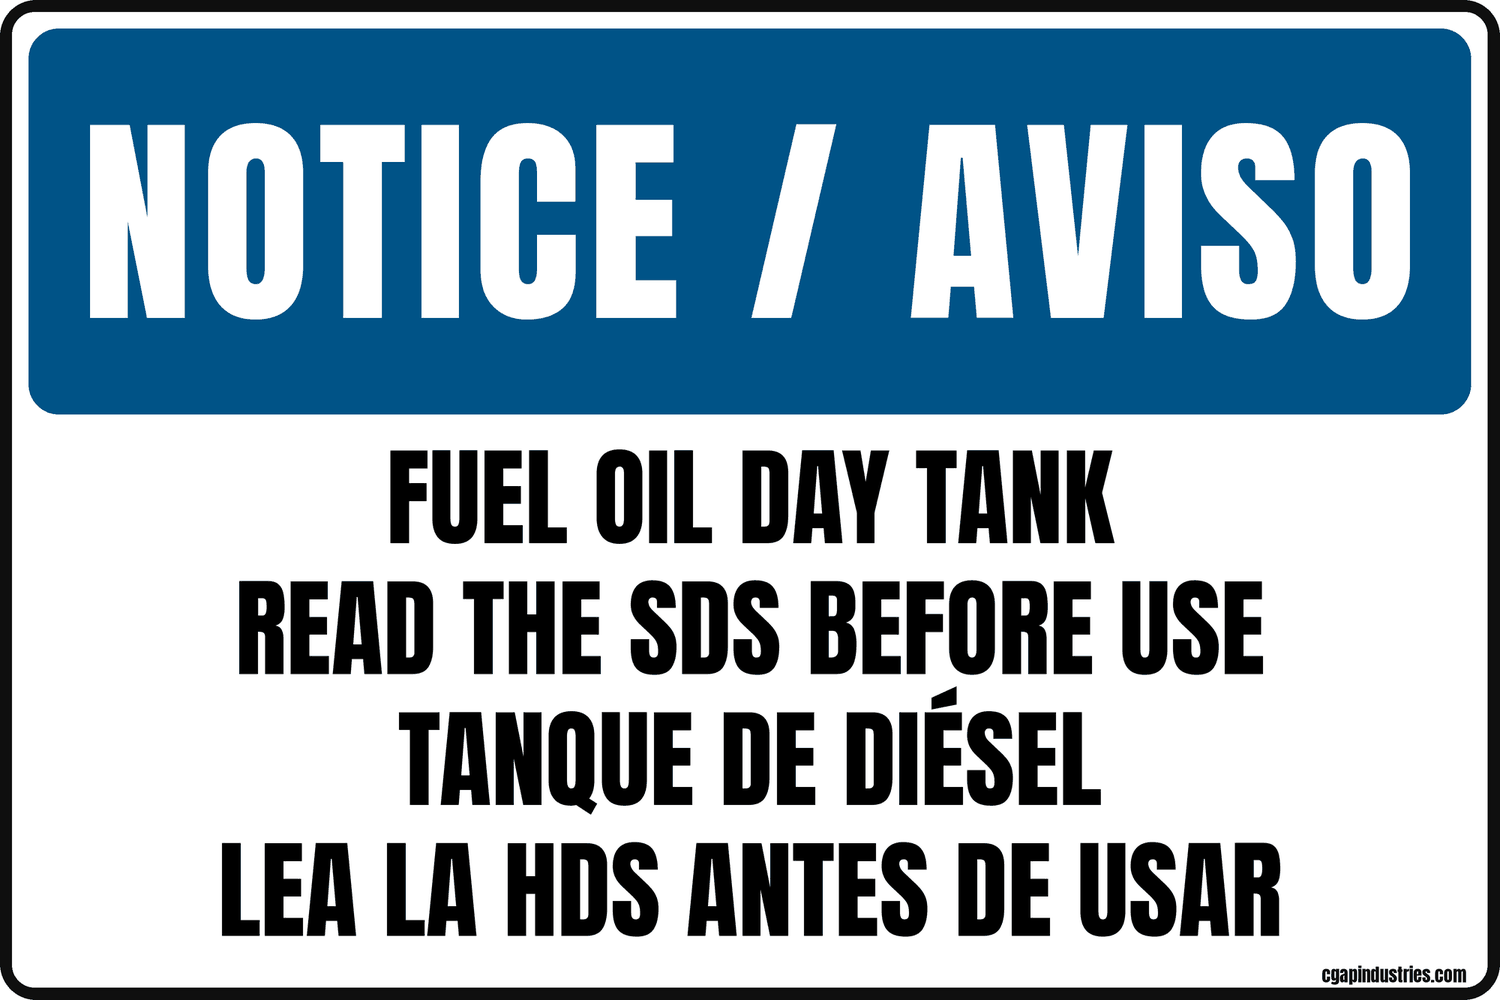 NOTICE / AVISO
FUEL OIL DAY TANK
READ THE SDS BEFORE USE
TANQUE DE DIÉSEL
LEA LA HDS ANTES DE USAR
cgapindustries.com